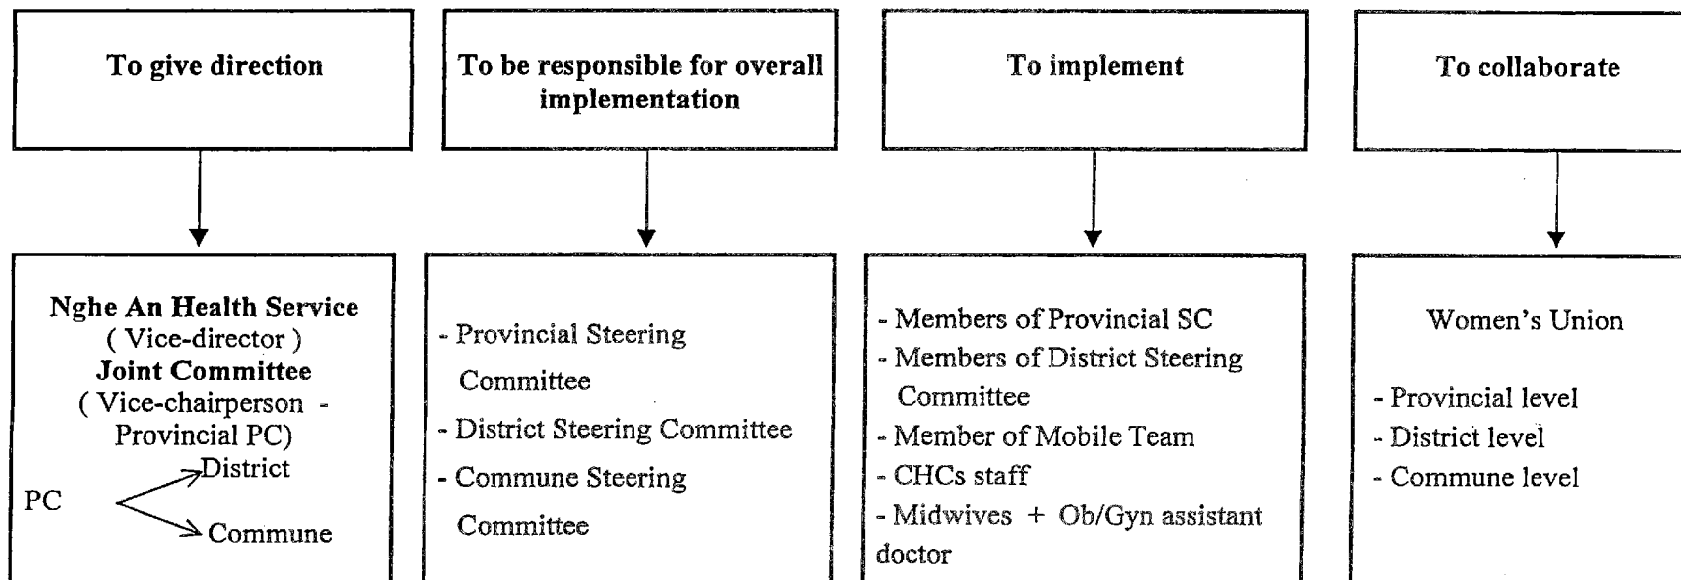 To give direction
To be responsible for overall
implementation
To implement
To collaborate
Nghe An Health Service
( Vice-director )
Joint Committee
( Vice-chairperson -
Provincial PC)
District
PC
Commune
- Provincial Steering
Committee
- District Steering Committee
- Commune Steering
Committee
- Members of Provincial SC
- Members of District Steering
Committee
- Member of Mobile Team
- CHCs staff
- Midwives + Ob/Gyn assistant
doctor
Women's Union
- Provincial level
- District level
- Commune level